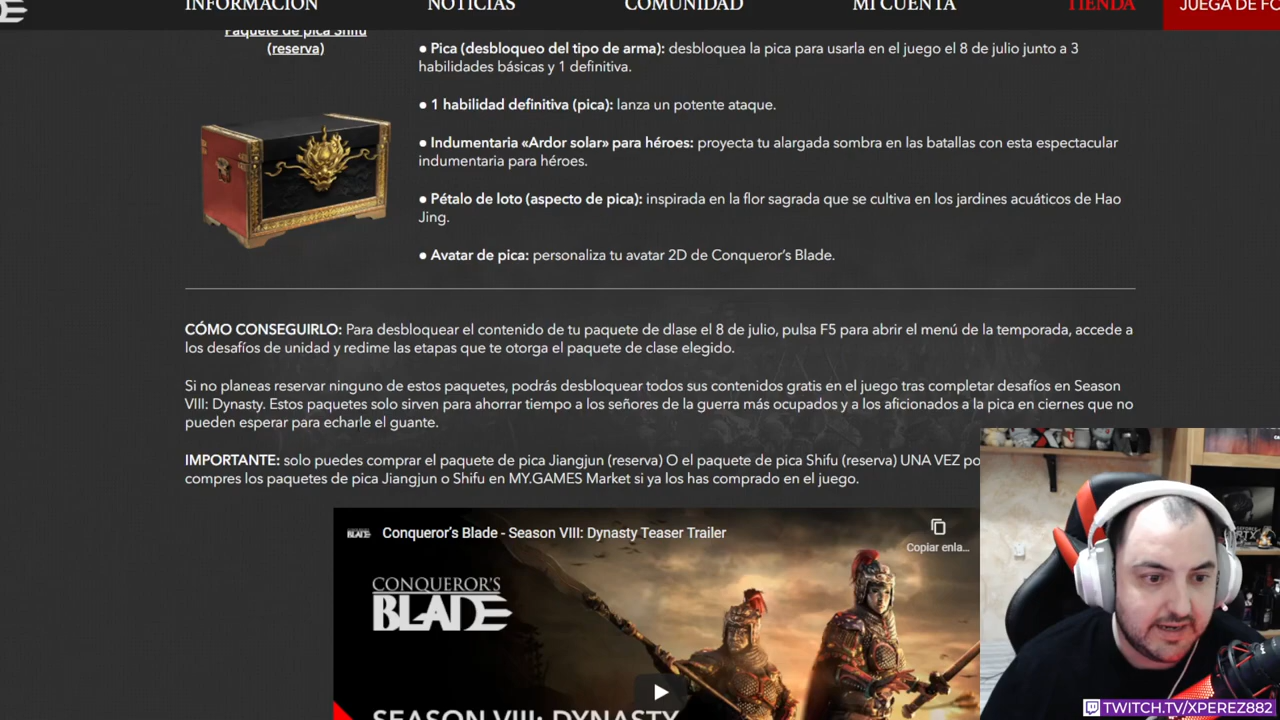 INFORMACIÓN
NOTICIAS
COMUNIDAD
MI CUENTA
TIENDA
JUEGA DE FO
Paquete de pica Shifu
(reserva)
● Pica (desbloqueo del tipo de arma): desbloquea la pica para usarla en el juego el 8 de julio junto a 3
habilidades básicas y 1 definitiva.
● 1 habilidad definitiva (pica): lanza un potente ataque.
● Indumentaria «Ardor solar» para héroes: proyecta tu alargada sombra en las batallas con esta espectacular
indumentaria para héroes.
● Pétalo de loto (aspecto de pica): inspirada en la flor sagrada que se cultiva en los jardines acuáticos de Hao
Jing.
● Avatar de pica: personaliza tu avatar 2D de Conqueror's Blade.
CÓMO CONSEGUIRLO: Para desbloquear el contenido de tu paquete de dlase el 8 de julio, pulsa F5 para abrir el menú de la temporada, accede a
los desafíos de unidad y redime las etapas que te otorga el paquete de clase elegido.
Si no planeas reservar ninguno de estos paquetes, podrás desbloquear todos sus contenidos gratis en el juego tras completar desafíos en Season
VIII: Dynasty. Estos paquetes solo sirven para ahorrar tiempo a los señores de la guerra más ocupados y a los aficionados a la pica en ciernes que no
pueden esperar para echarle el guante.
IMPORTANTE: solo puedes comprar el paquete de pica Jiangjun (reserva) O el paquete de pica Shifu (reserva) UNA VEZ po
compres los paquetes de pica Jiangjun o Shifu en MY.GAMES Market si ya los has comprado en el juego.
Conqueror's Blade - Season VIII: Dynasty Teaser Trailer
Copiar enla...
CONQUEROR'S
BLADE
SEASON VIII: DYNASTY
TWITCH.TV/XPEREZ882